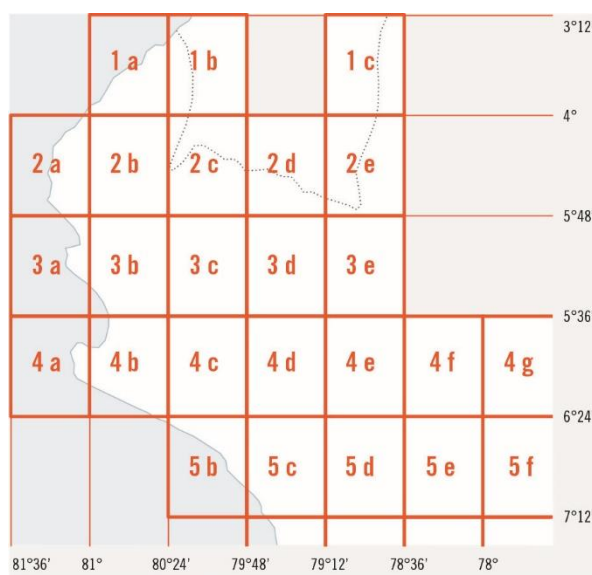 3°12
1 a 1 b 1 c
4°
2 a 2 b 2 c 2 d 2 e
5°48
3 a 3 b 3 c 3 d 3 e
5°36
4 a 4 b 4 c 4 d 4 e 4 f 4 g
6°24
5 b 5 c 5 d 5 e 5 f
7°12
81°36' 81° 80°24' 79°48' 79°12' 78°36' 78°